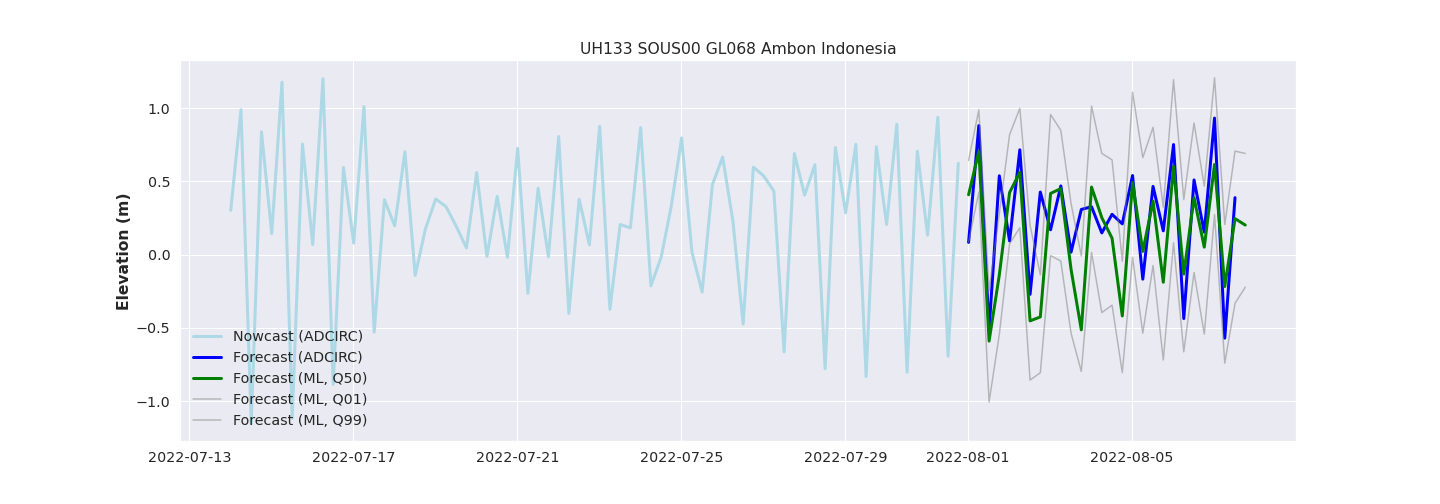 UH133 SOUS00 GL068 Ambon Indonesia
Elevation (m)
1.0
0.5
0.0
−0.5
−1.0
Nowcast (ADCIRC)
Forecast (ADCIRC)
Forecast (ML, Q50)
Forecast (ML, Q01)
Forecast (ML, Q99)
2022-07-13 2022-07-17 2022-07-21 2022-07-25 2022-07-29 2022-08-01 2022-08-05